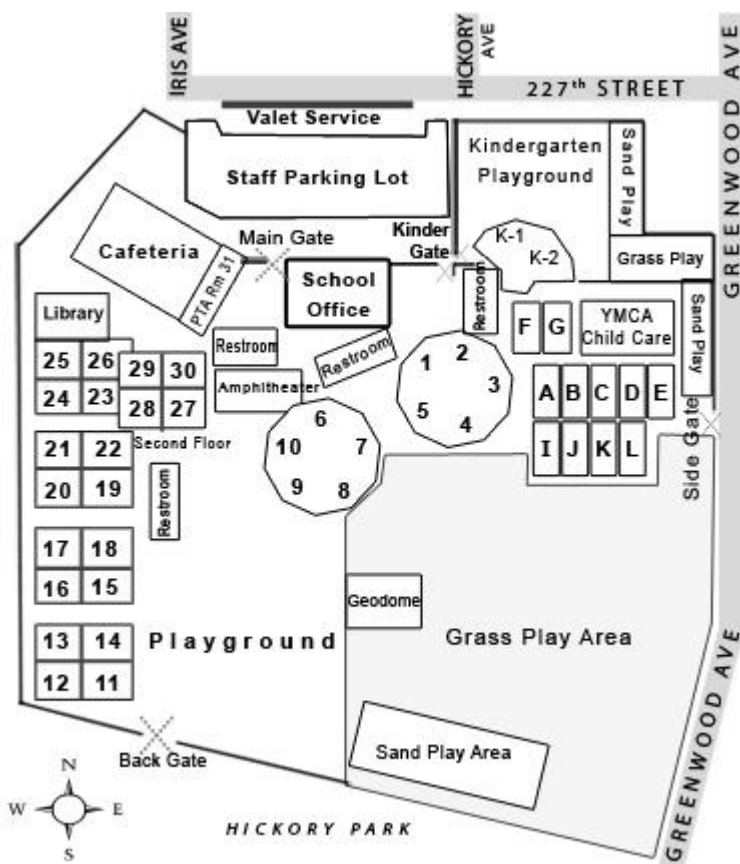 IRIS AVE
HICKORY
AVE
GREENWOOD AVE
227th STREET
Valet Service
Staff Parking Lot
Kindergarten
Playground
Sand Play
Cafeteria
PTA Rm 31
Main Gate
Kinder
Gate
K-1
K-2
Grass Play
School
Office
Restroom
Library
Restroom
Restroom
F G
YMCA
Child Care
Sand Play
25 26
24 23
29 30
28 27
Second Floor
Amphitheater
1 2 3
5 4
A B C D E
I J K L
Side Gate
6
10 7
9 8
21 22
20 19
Restroom
17 18
16 15
Geodome
13 14
12 11
Playground
Grass Play Area
Sand Play Area
Back Gate
N
W E
S
HICKORY PARK
GREENWOOD AVE